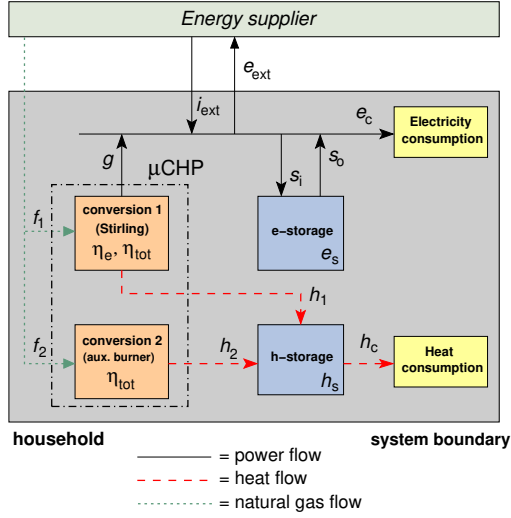 Energy supplier
e_ext
i_ext
e_c
Electricity
consumption
g
μCHP
s_i
s_o
f_1
conversion 1
(Stirling)
η_e, η_tot
e−storage
e_s
h_1
f_2
conversion 2
(aux. burner)
η_tot
h_2
h−storage
h_s
h_c
Heat
consumption
household
system boundary
= power flow
= heat flow
= natural gas flow